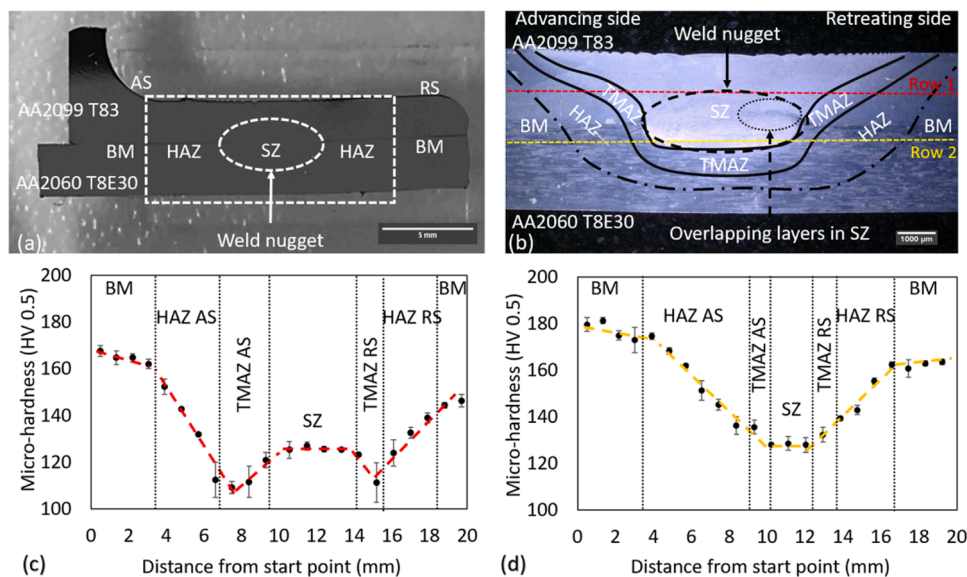 AS
RS
AA2099 T83
BM
HAZ
SZ
HAZ
BM
AA2060 T8E30
Weld nugget
5 mm
(a)
Advancing side
Retreating side
AA2099 T83
Weld nugget
Row 1
TMAZ
SZ
TMAZ
BM
HAZ
HAZ
BM
Row 2
TMAZ
AA2060 T8E30
Overlapping layers in SZ
1000 µm
(b)
Micro-hardness (HV 0.5)
200
180
160
140
120
100
BM
HAZ AS
TMAZ AS
SZ
TMAZ RS
HAZ RS
BM
0 2 4 6 8 10 12 14 16 18 20
Distance from start point (mm)
(c)
Micro-hardness (HV 0.5)
200
180
160
140
120
100
BM
HAZ AS
TMAZ AS
SZ
TMAZ RS
HAZ RS
BM
0 2 4 6 8 10 12 14 16 18 20
Distance from start point (mm)
(d)